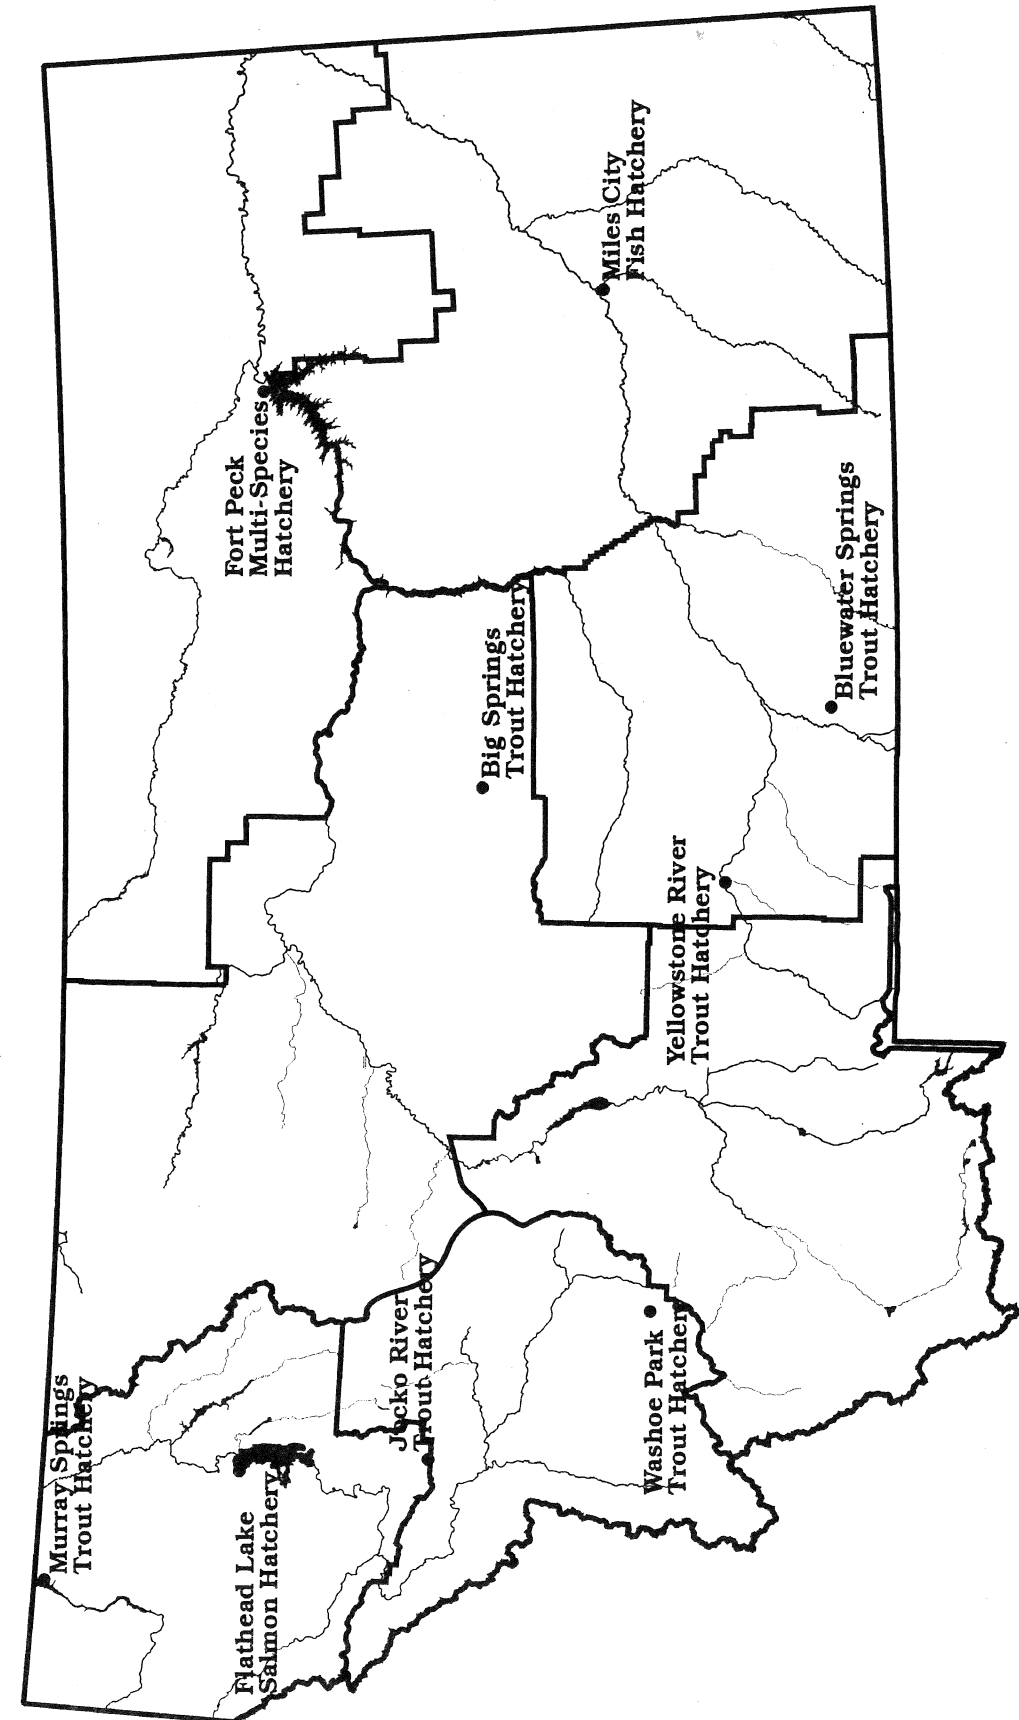 Murray Springs
Trout Hatchery
Flathead Lake
Salmon Hatchery
Jocko River
Trout Hatchery
Washoe Park
Trout Hatchery
Yellowstone River
Trout Hatchery
Big Springs
Trout Hatchery
Bluewater Springs
Trout Hatchery
Fort Peck
Multi-Species
Hatchery
Miles City
Fish Hatchery